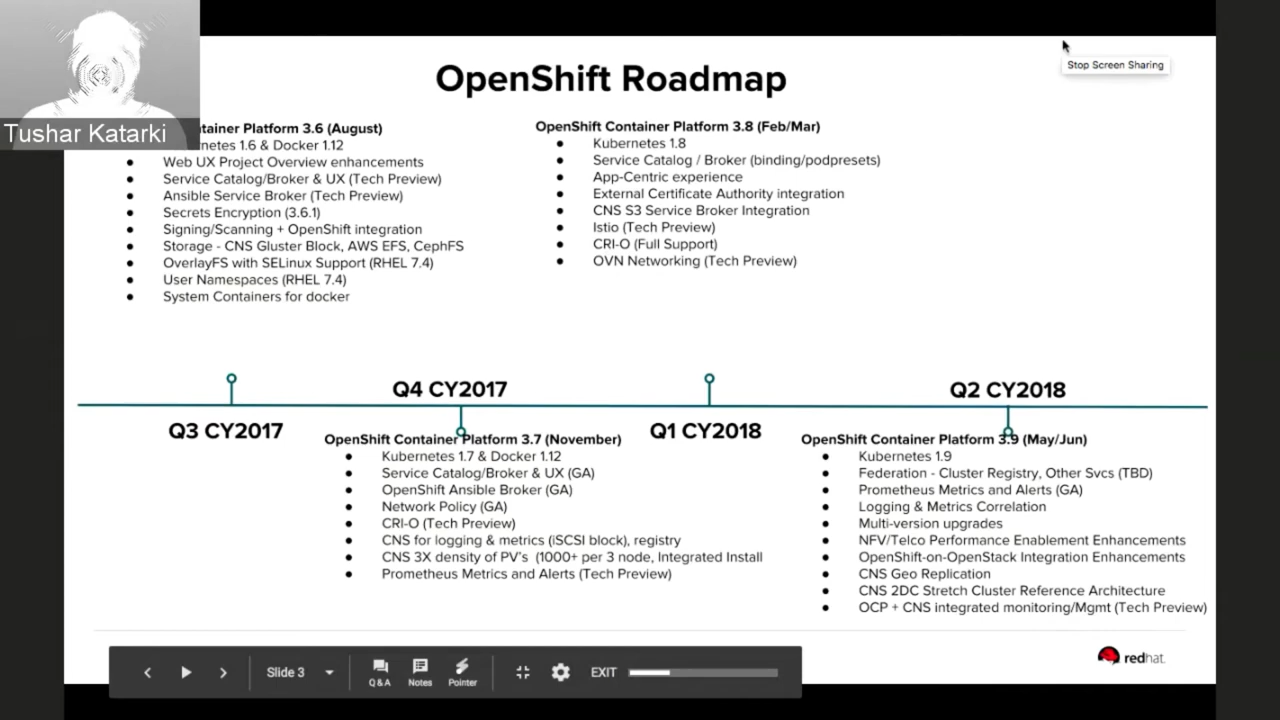 Tushar Katarki
Stop Screen Sharing
OpenShift Roadmap
tainer Platform 3.6 (August)
netes 1.6 & Docker 1.12
● Web UX Project Overview enhancements
● Service Catalog/Broker & UX (Tech Preview)
● Ansible Service Broker (Tech Preview)
● Secrets Encryption (3.6.1)
● Signing/Scanning + OpenShift integration
● Storage - CNS Gluster Block, AWS EFS, CephFS
● OverlayFS with SELinux Support (RHEL 7.4)
● User Namespaces (RHEL 7.4)
● System Containers for docker
OpenShift Container Platform 3.8 (Feb/Mar)
● Kubernetes 1.8
● Service Catalog / Broker (binding/podpresets)
● App-Centric experience
● External Certificate Authority integration
● CNS S3 Service Broker Integration
● Istio (Tech Preview)
● CRI-O (Full Support)
● OVN Networking (Tech Preview)
Q4 CY2017
Q2 CY2018
Q3 CY2017
Q1 CY2018
OpenShift Container Platform 3.7 (November)
● Kubernetes 1.7 & Docker 1.12
● Service Catalog/Broker & UX (GA)
● OpenShift Ansible Broker (GA)
● Network Policy (GA)
● CRI-O (Tech Preview)
● CNS for logging & metrics (iSCSI block), registry
● CNS 3X density of PV's (1000+ per 3 node, Integrated Install
● Prometheus Metrics and Alerts (Tech Preview)
OpenShift Container Platform 3.9 (May/Jun)
● Kubernetes 1.9
● Federation - Cluster Registry, Other Svcs (TBD)
● Prometheus Metrics and Alerts (GA)
● Logging & Metrics Correlation
● Multi-version upgrades
● NFV/Telco Performance Enablement Enhancements
● OpenShift-on-OpenStack Integration Enhancements
● CNS Geo Replication
● CNS 2DC Stretch Cluster Reference Architecture
● OCP + CNS integrated monitoring/Mgmt (Tech Preview)
Slide 3
Q&A
Notes
Pointer
EXIT
redhat.